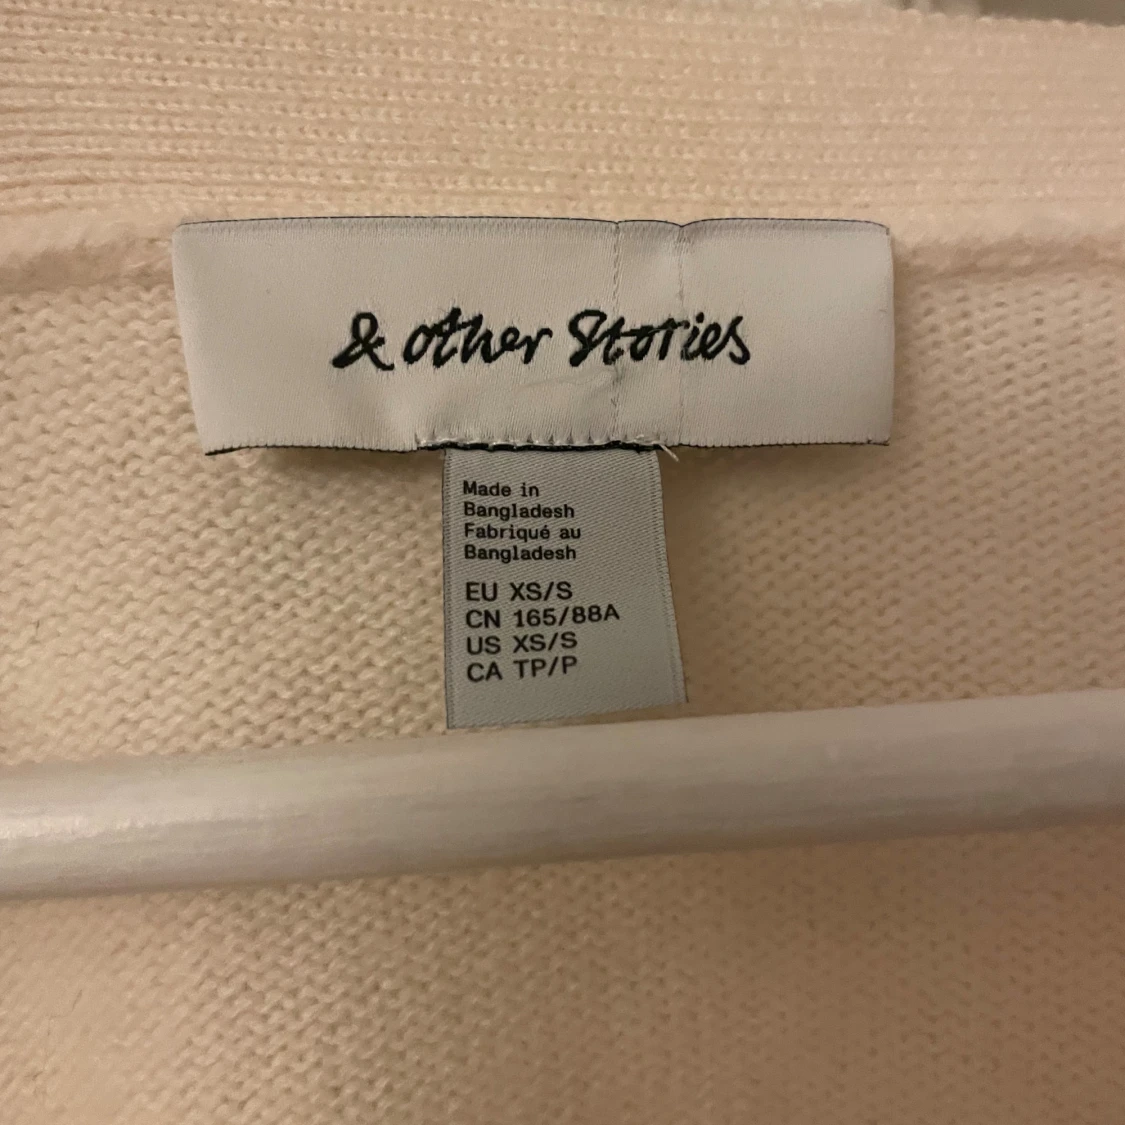 & other Stories
Made in
Bangladesh
Fabriqué au
Bangladesh
EU XS/S
CN 165/88A
US XS/S
CA TP/P